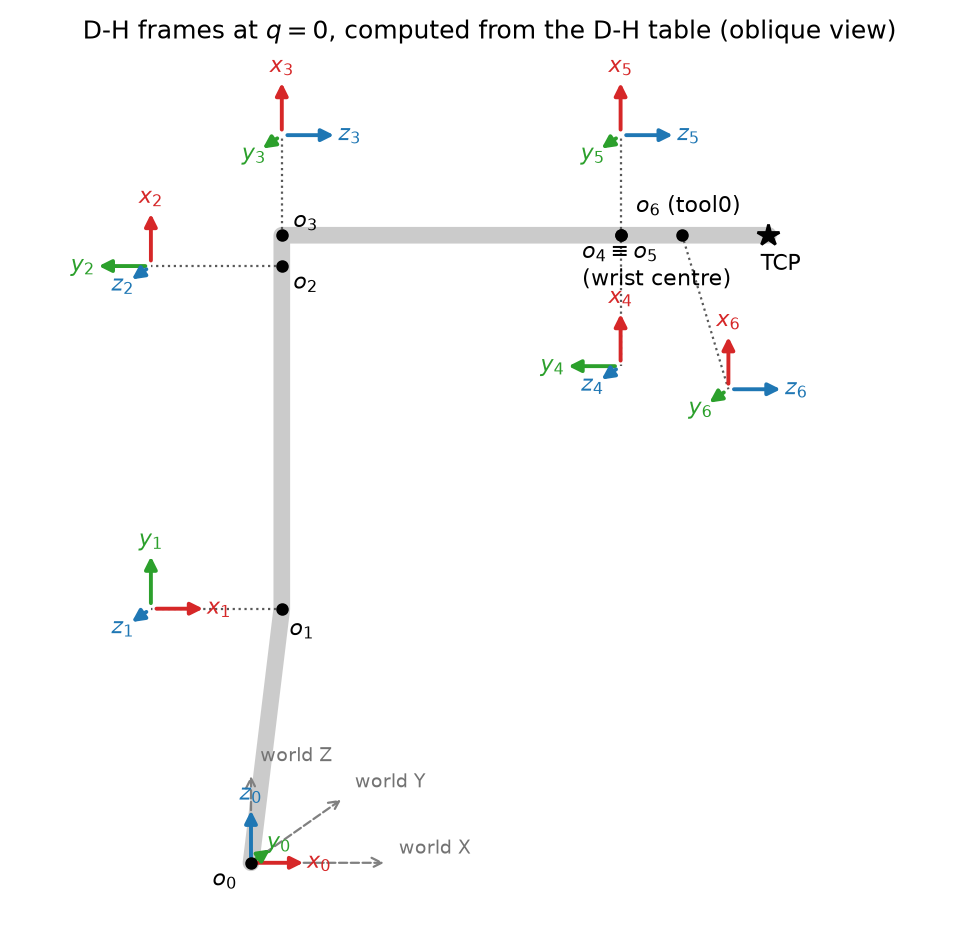 D-H frames at q = 0, computed from the D-H table (oblique view)
x₃
x₅
z₃
z₅
y₃
y₅
x₂
o₆ (tool0)
o₃
o₄ ≡ o₅
y₂
TCP
z₂
o₂
(wrist centre)
x₄
x₆
y₄
z₄
z₆
y₆
y₁
x₁
z₁
o₁
world Z
world Y
z₀
y₀
world X
x₀
o₀